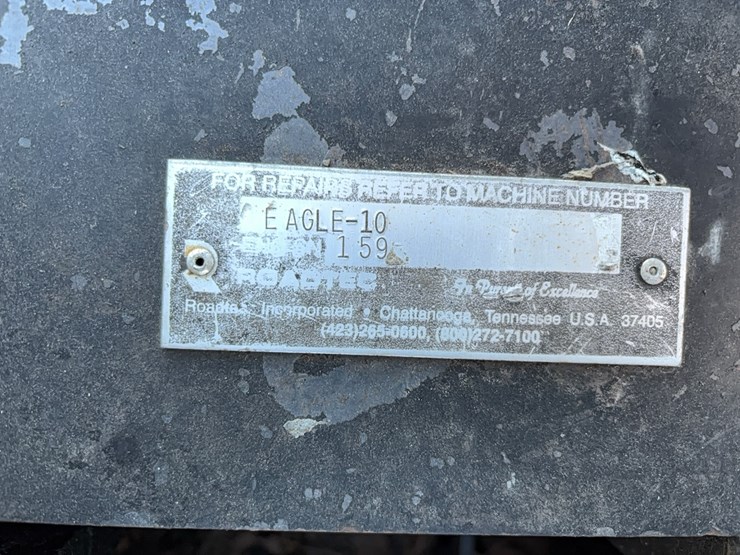 FOR REPAIRS REFER TO MACHINE NUMBER
EAGLE-10
159
ROADTEC
In Pursuit of Excellence
Roadtec Incorporated • Chattanooga, Tennessee U.S.A. 37405
(423)265-0600, (800)272-7100